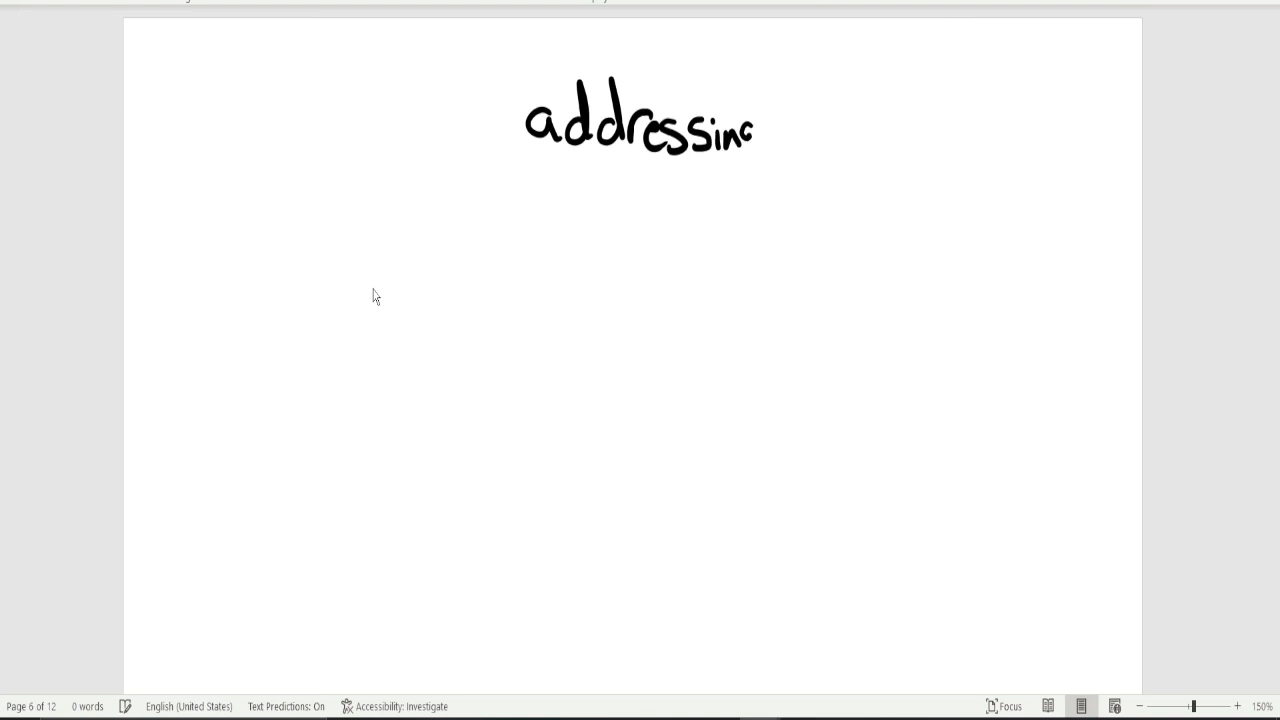 addressinc
Page 6 of 12 0 words English (United States) Text Predictions: On Accessibility: Investigate Focus 150%